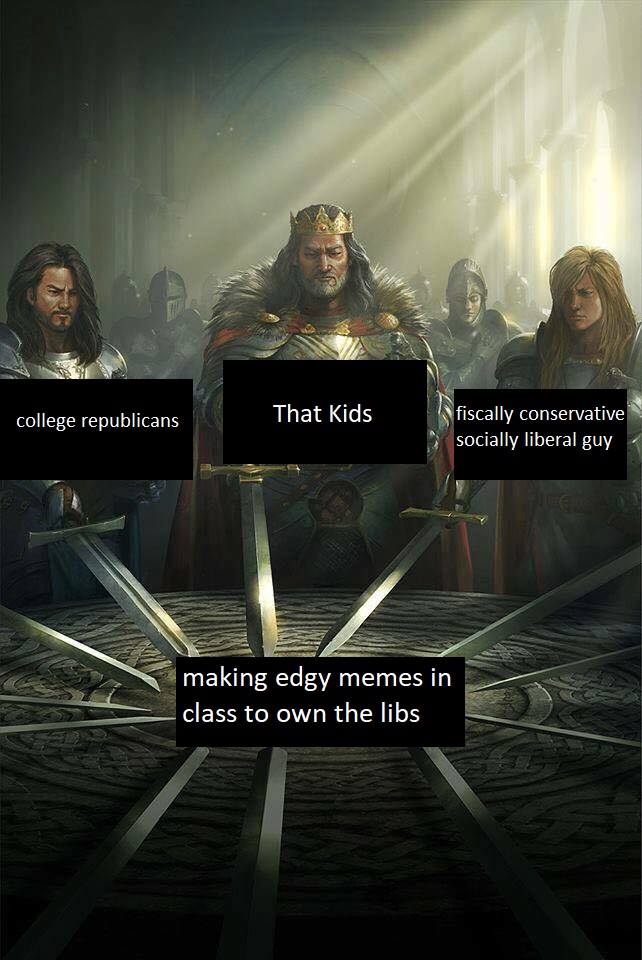 college republicans
That Kids
fiscally conservative
socially liberal guy
making edgy memes in
class to own the libs